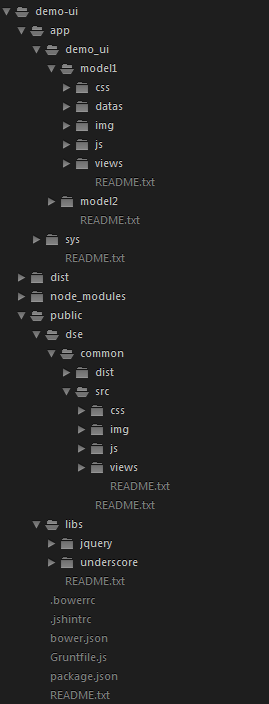 demo-ui
app
demo_ui
model1
css
datas
img
js
views
README.txt
model2
README.txt
sys
README.txt
dist
node_modules
public
dse
common
dist
src
css
img
js
views
README.txt
README.txt
libs
jquery
underscore
README.txt
.bowerrc
.jshintrc
bower.json
Gruntfile.js
package.json
README.txt